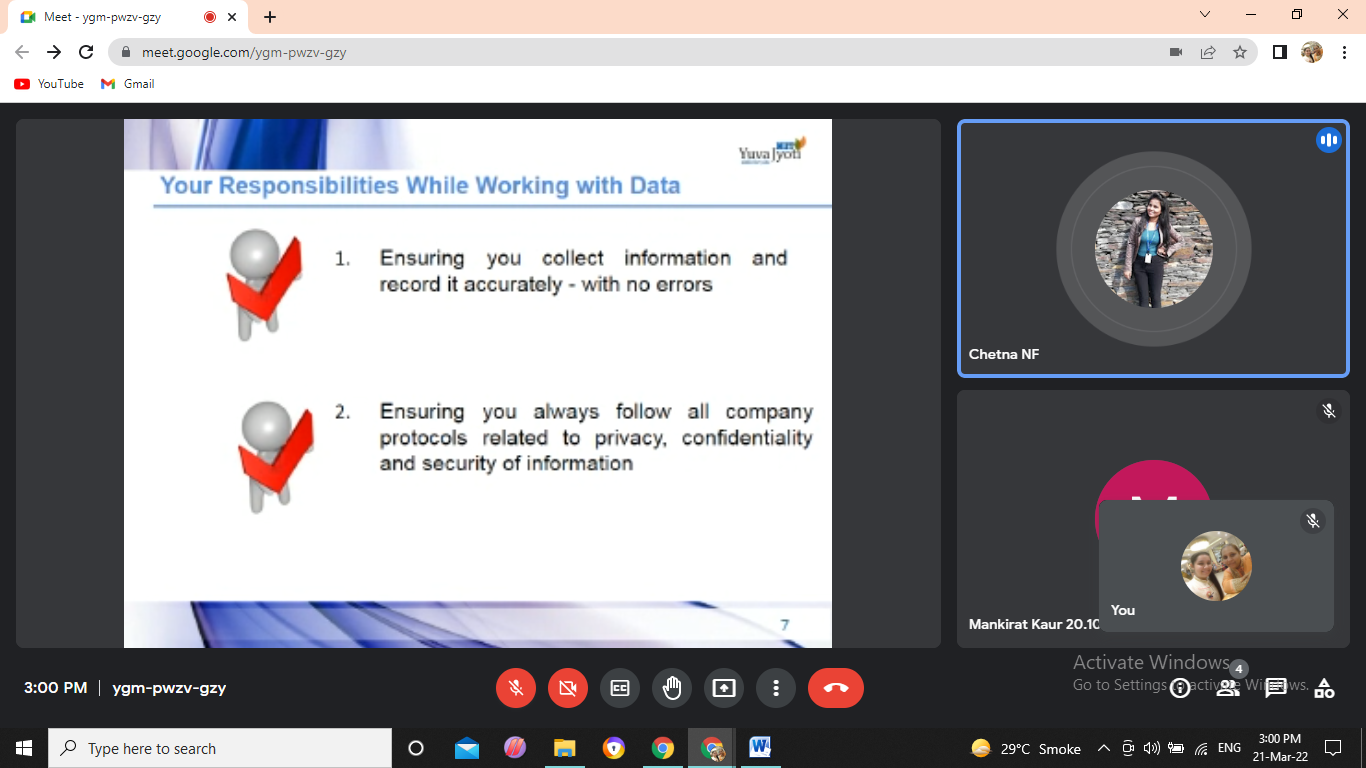 Meet - ygm-pwzv-gzy
meet.google.com/ygm-pwzv-gzy
YouTube
Gmail
Yuva Jyoti
Your Responsibilities While Working with Data
1. Ensuring you collect information and
record it accurately - with no errors
2. Ensuring you always follow all company
protocols related to privacy, confidentiality
and security of information
7
Chetna NF
Mankirat Kaur 20.10
You
Activate Windows
Go to Settings to activate Windows.
4
3:00 PM | ygm-pwzv-gzy
CC
Type here to search
29°C Smoke
ENG
3:00 PM
21-Mar-22